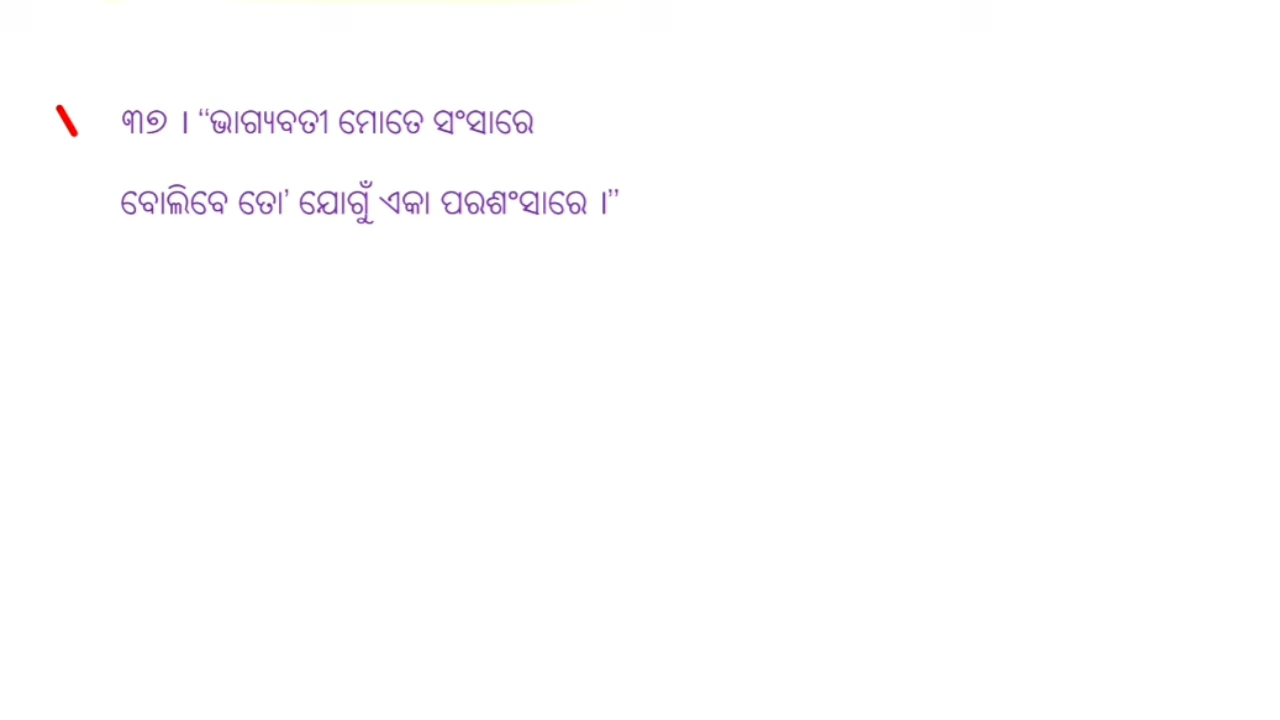 ୩୭ । “ଭାଗ୍ୟବତୀ ମୋତେ ସଂସାରେ
ବୋଲିବେ ତୋ’ ଯୋଗୁଁ ଏକା ପରଶଂସାରେ ।”